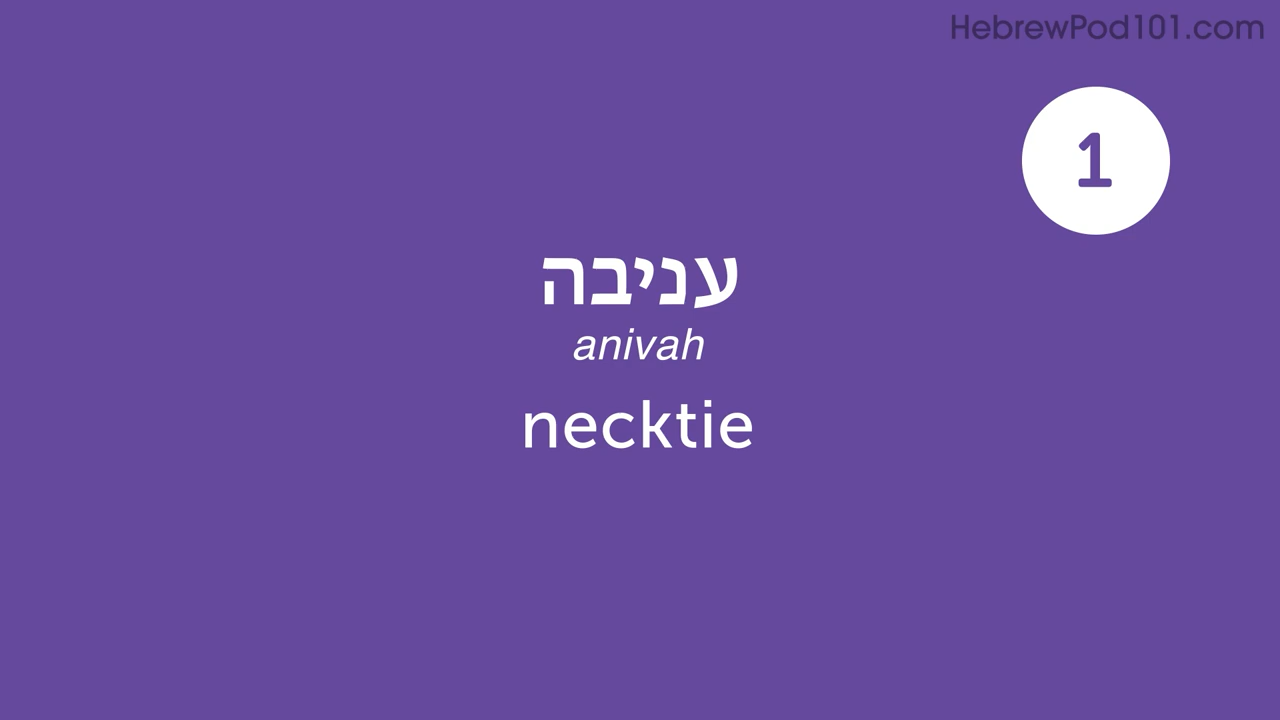 HebrewPod101.com
1
עניבה
anivah
necktie